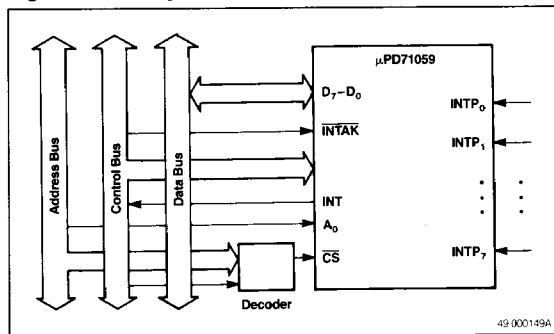 μPD71059
Address Bus
Control Bus
Data Bus
D7–D0
INTAK
INT
A0
CS
Decoder
INTP0
INTP1
INTP7
49 000149A